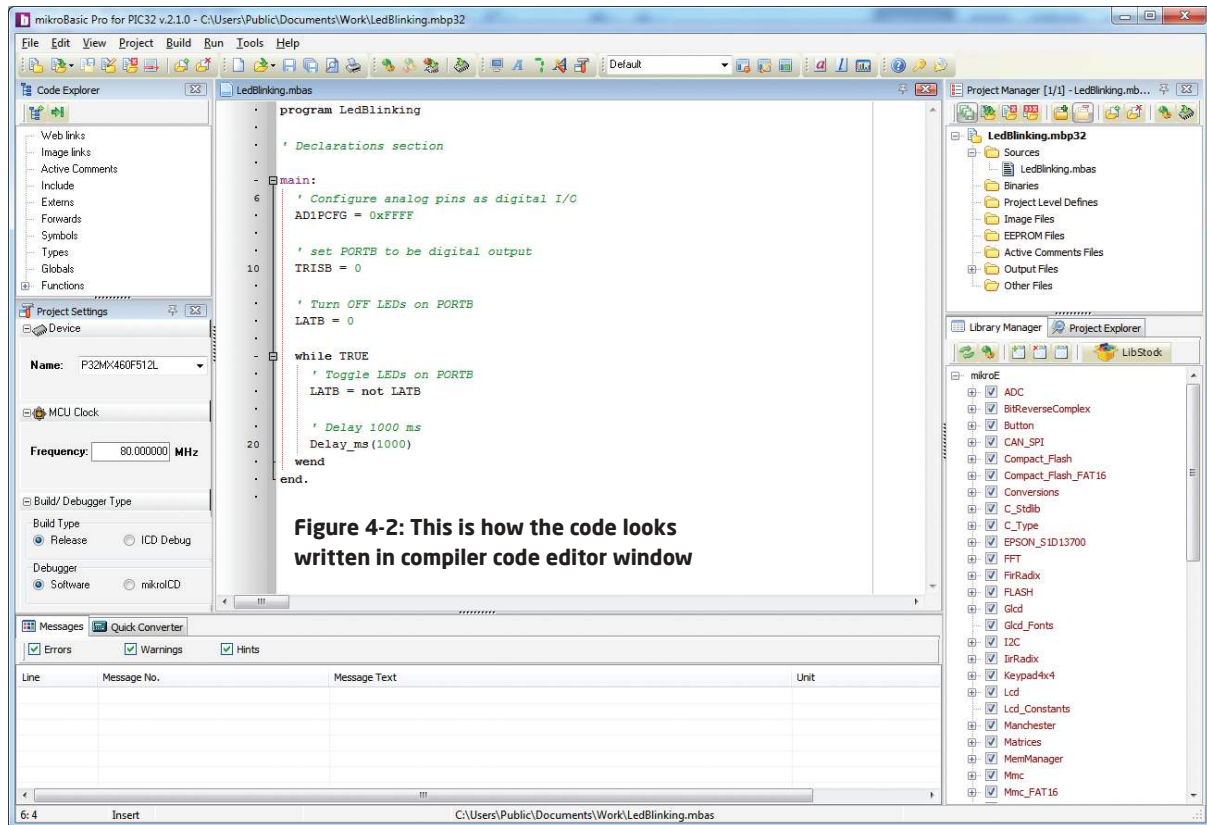 mikroBasic Pro for PIC32 v.2.1.0 - C:\Users\Public\Documents\Work\LedBlinking.mbp32
File Edit View Project Build Run Tools Help
Default
Code Explorer
Web links
Image links
Active Comments
Include
Externs
Forwards
Symbols
Types
Globals
Functions
Project Settings
Device
Name: P32MX460F512L
MCU Clock
Frequency: 80.000000 MHz
Build/ Debugger Type
Build Type
Release ICD Debug
Debugger
Software mikroICD
LedBlinking.mbas
program LedBlinking
' Declarations section
main:
6 ' Configure analog pins as digital I/O
AD1PCFG = 0xFFFF
' set PORTB to be digital output
10 TRISB = 0
' Turn OFF LEDs on PORTB
LATB = 0
while TRUE
' Toggle LEDs on PORTB
LATB = not LATB
' Delay 1000 ms
20 Delay_ms(1000)
wend
end.
Figure 4-2: This is how the code looks
written in compiler code editor window
Project Manager [1/1] - LedBlinking.mb...
LedBlinking.mbp32
Sources
LedBlinking.mbas
Binaries
Project Level Defines
Image Files
EEPROM Files
Active Comments Files
Output Files
Other Files
Library Manager Project Explorer
LibStock
mikroE
ADC
BitReverseComplex
Button
CAN_SPI
Compact_Flash
Compact_Flash_FAT16
Conversions
C_Stdlib
C_Type
EPSON_S1D13700
FFT
FirRadix
FLASH
Glcd
Glcd_Fonts
I2C
IirRadix
Keypad4x4
Lcd
Lcd_Constants
Manchester
Matrices
MemManager
Mmc
Mmc_FAT16
Messages Quick Converter
Errors Warnings Hints
Line Message No. Message Text Unit
6: 4 Insert C:\Users\Public\Documents\Work\LedBlinking.mbas